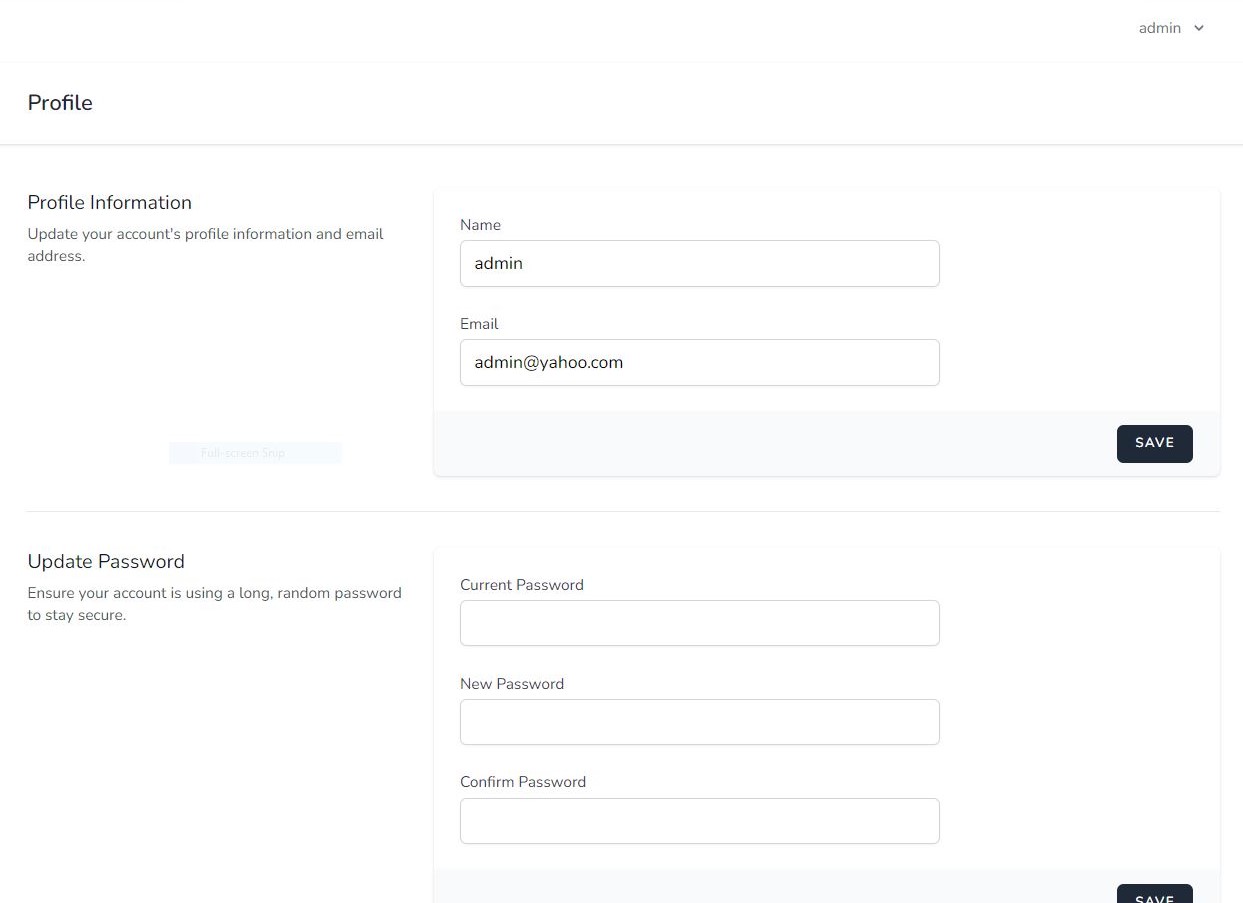 admin
Profile
Profile Information
Update your account's profile information and email
address.
Name
admin
Email
admin@yahoo.com
Full-screen Snip
SAVE
Update Password
Ensure your account is using a long, random password
to stay secure.
Current Password
New Password
Confirm Password
SAVE